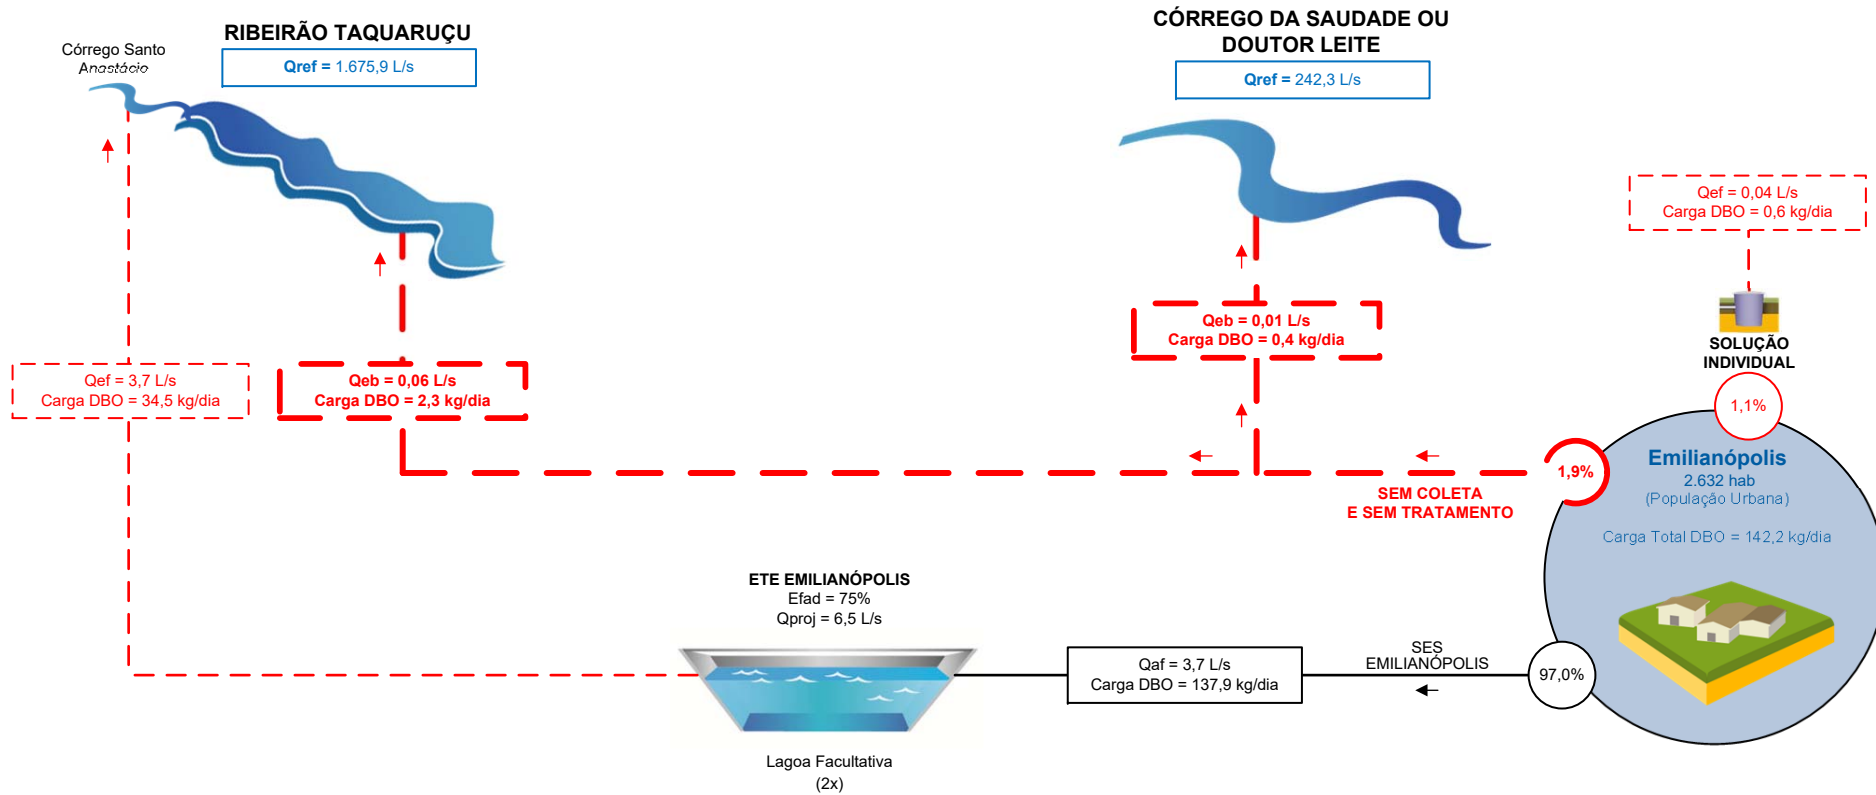 Córrego Santo
Anastácio
RIBEIRÃO TAQUARUÇU
Qref = 1.675,9 L/s
CÓRREGO DA SAUDADE OU
DOUTOR LEITE
Qref = 242,3 L/s
Qef = 0,04 L/s
Carga DBO = 0,6 kg/dia
SOLUÇÃO
INDIVIDUAL
1,1%
Qeb = 0,01 L/s
Carga DBO = 0,4 kg/dia
Qef = 3,7 L/s
Carga DBO = 34,5 kg/dia
Qeb = 0,06 L/s
Carga DBO = 2,3 kg/dia
1,9%
SEM COLETA
E SEM TRATAMENTO
Emilianópolis
2.632 hab
(População Urbana)
Carga Total DBO = 142,2 kg/dia
ETE EMILIANÓPOLIS
Efad = 75%
Qproj = 6,5 L/s
Qaf = 3,7 L/s
Carga DBO = 137,9 kg/dia
SES
EMILIANÓPOLIS
97,0%
Lagoa Facultativa
(2x)